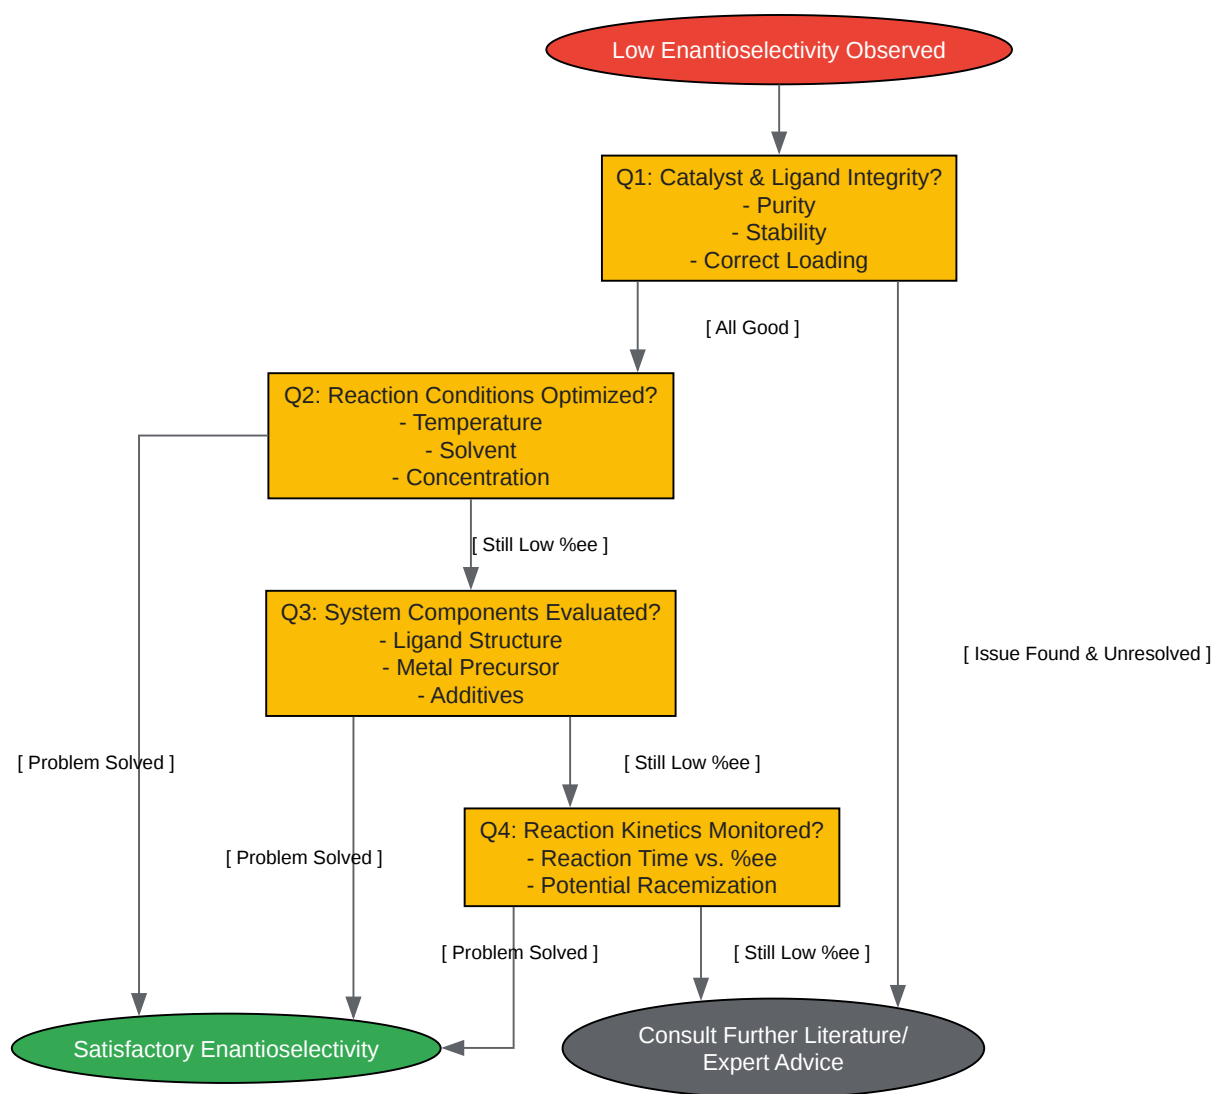 Low Enantioselectivity Observed
Q1: Catalyst & Ligand Integrity?
- Purity
- Stability
- Correct Loading
[ All Good ]
Q2: Reaction Conditions Optimized?
- Temperature
- Solvent
- Concentration
[ Still Low %ee ]
Q3: System Components Evaluated?
- Ligand Structure
- Metal Precursor
- Additives
[ Issue Found & Unresolved ]
[ Problem Solved ]
[ Still Low %ee ]
Q4: Reaction Kinetics Monitored?
- Reaction Time vs. %ee
- Potential Racemization
[ Problem Solved ]
[ Problem Solved ]
[ Still Low %ee ]
Satisfactory Enantioselectivity
Consult Further Literature/
Expert Advice